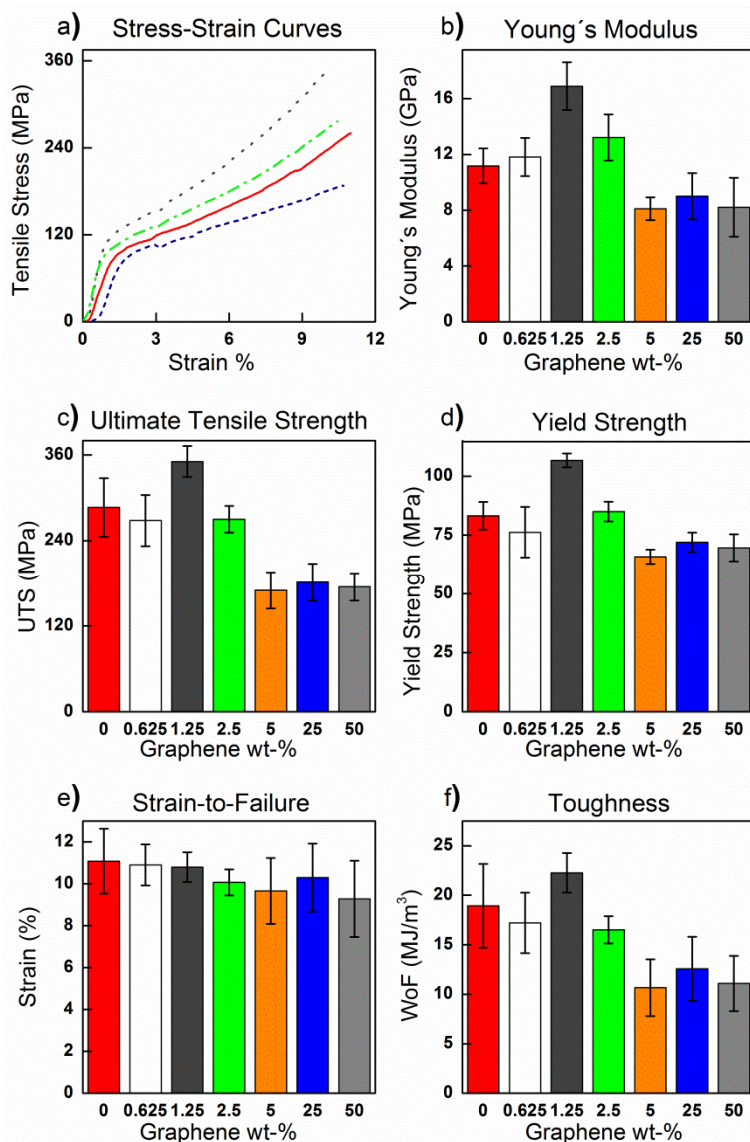 a) Stress-Strain Curves
Tensile Stress (MPa)
360
240
120
0
0 3 6 9 12
Strain %
b) Young´s Modulus
Young´s Modulus (GPa)
16
12
8
4
0
0 0.625 1.25 2.5 5 25 50
Graphene wt-%
c) Ultimate Tensile Strength
UTS (MPa)
360
240
120
0
0 0.625 1.25 2.5 5 25 50
Graphene wt-%
d) Yield Strength
Yield Strength (MPa)
100
75
50
25
0
0 0.625 1.25 2.5 5 25 50
Graphene wt-%
e) Strain-to-Failure
Strain (%)
12
10
8
6
4
2
0
0 0.625 1.25 2.5 5 25 50
Graphene wt-%
f) Toughness
WoF (MJ/m³)
25
20
15
10
5
0
0 0.625 1.25 2.5 5 25 50
Graphene wt-%